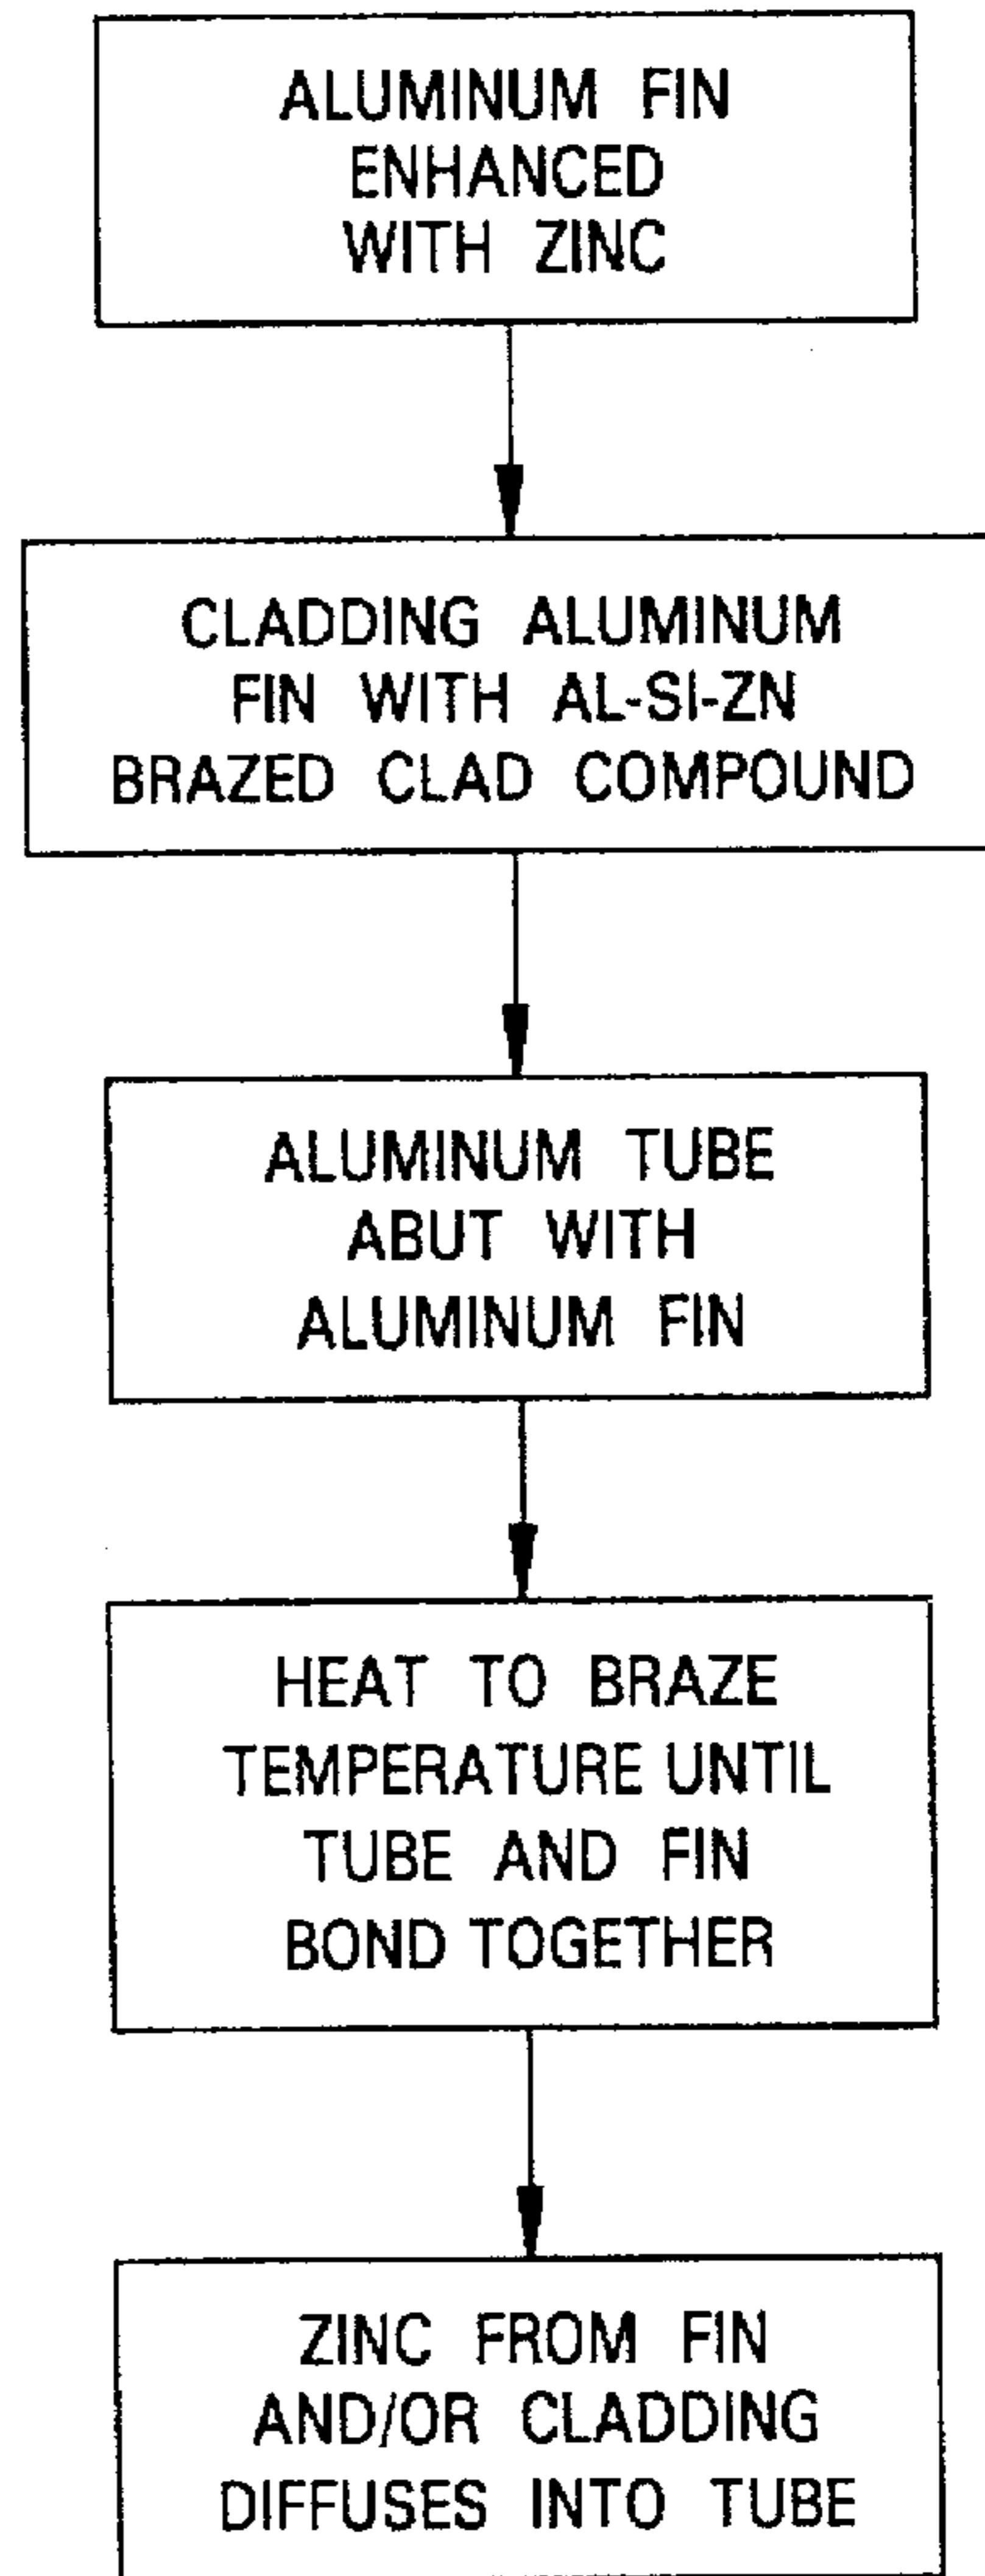 ALUMINUM FIN
ENHANCED
WITH ZINC
CLADDING ALUMINUM
FIN WITH AL-SI-ZN
BRAZED CLAD COMPOUND
ALUMINUM TUBE
ABUT WITH
ALUMINUM FIN
HEAT TO BRAZE
TEMPERATURE UNTIL
TUBE AND FIN
BOND TOGETHER
ZINC FROM FIN
AND/OR CLADDING
DIFFUSES INTO TUBE